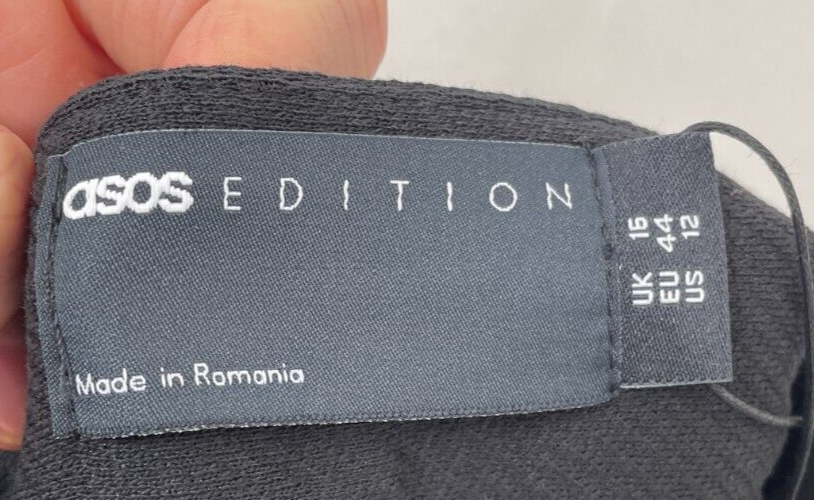 asos EDITION
Made in Romania
UK 16
EU 44
US 12